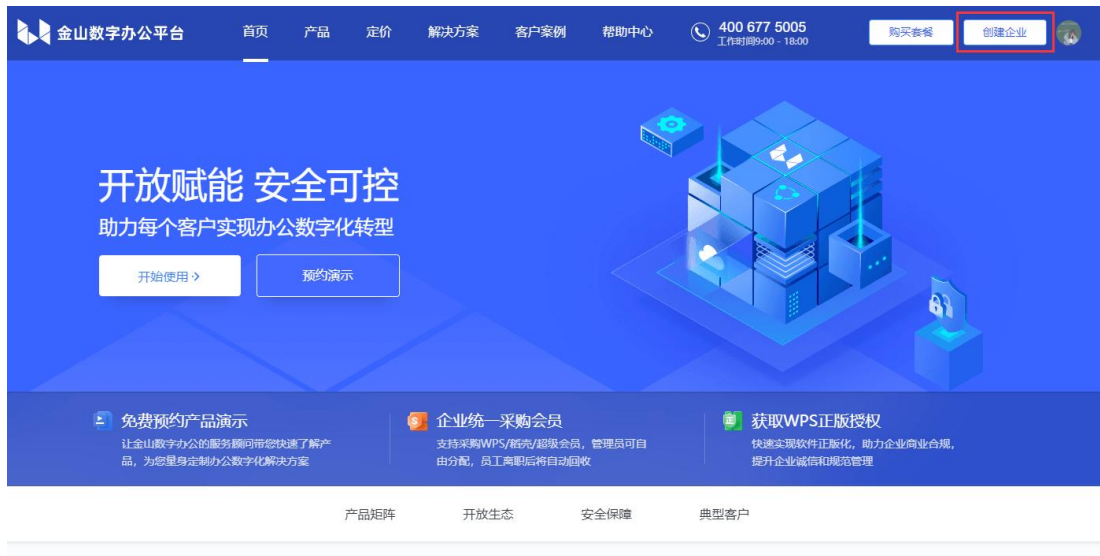 金山数字办公平台
首页 产品 定价 解决方案 客户案例 帮助中心
400 677 5005
工作时间9:00 - 18:00
购买套餐
创建企业
开放赋能 安全可控
助力每个客户实现办公数字化转型
开始使用
预约演示
免费预约产品演示
让金山数字办公的服务顾问带您快速了解产
品，为您量身定制办公数字化解决方案
企业统一采购会员
支持采购WPS/稻壳/超级会员，管理员可自
由分配，员工离职后将自动回收
获取WPS正版授权
快速实现软件正版化，助力企业商业合规，
提升企业诚信和规范管理
产品矩阵 开放生态 安全保障 典型客户